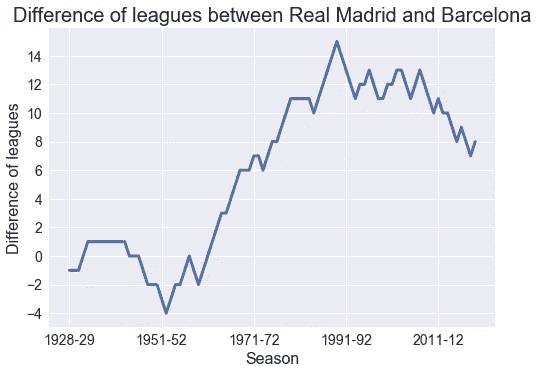 Difference of leagues between Real Madrid and Barcelona
14
12
10
8
6
4
2
0
−2
−4
Difference of leagues
1928-29 1951-52 1971-72 1991-92 2011-12
Season